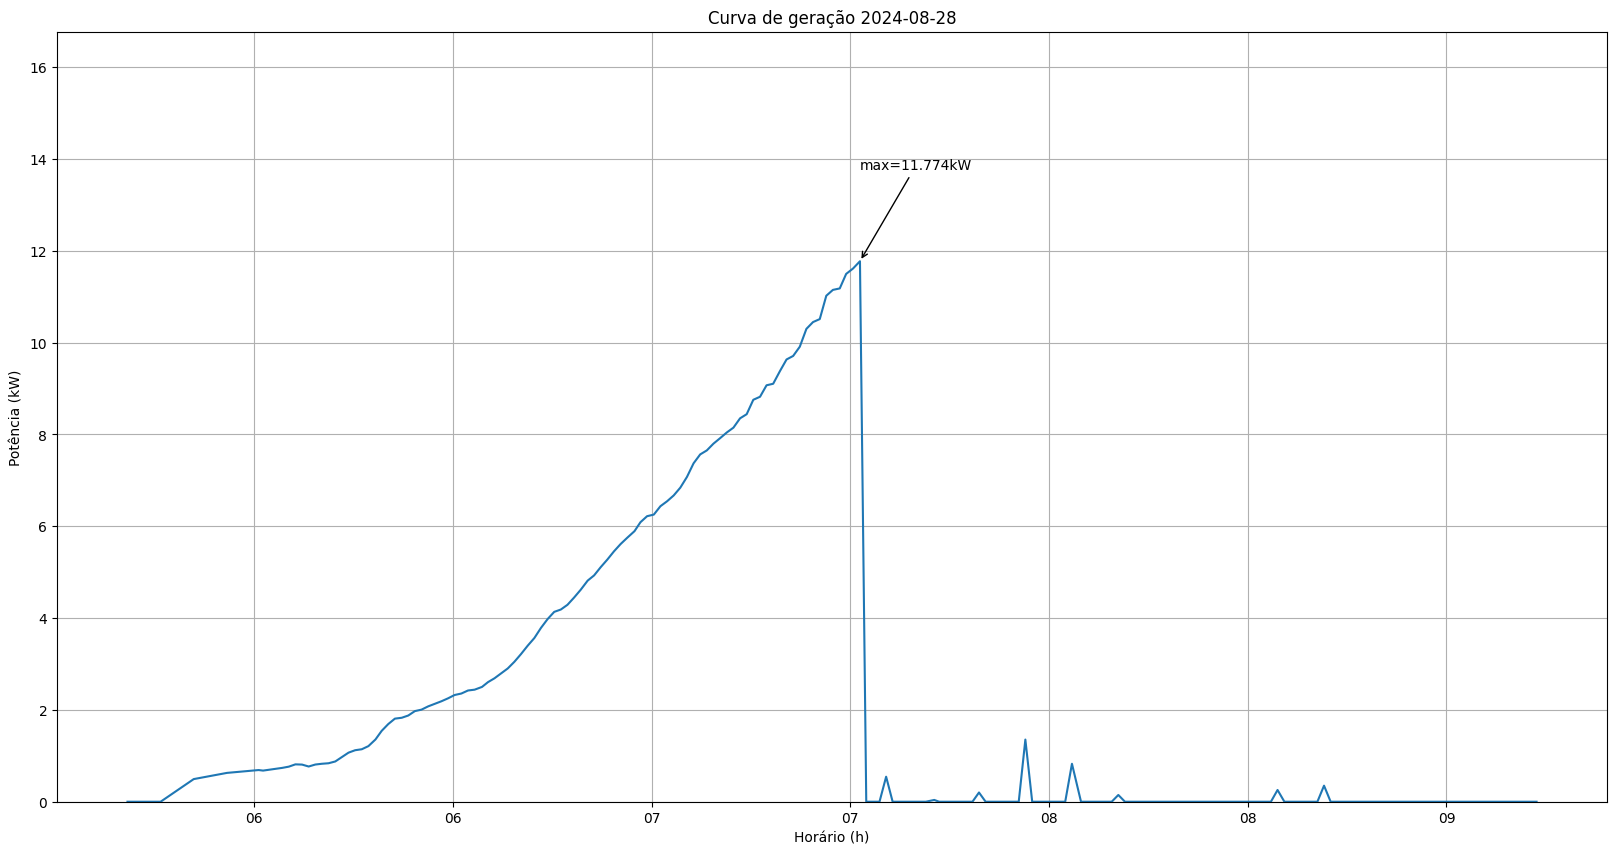 Curva de geração 2024-08-28
16
14
12
10
8
6
4
2
0
Potência (kW)
max=11.774kW
06 06 07 07 08 08 09
Horário (h)